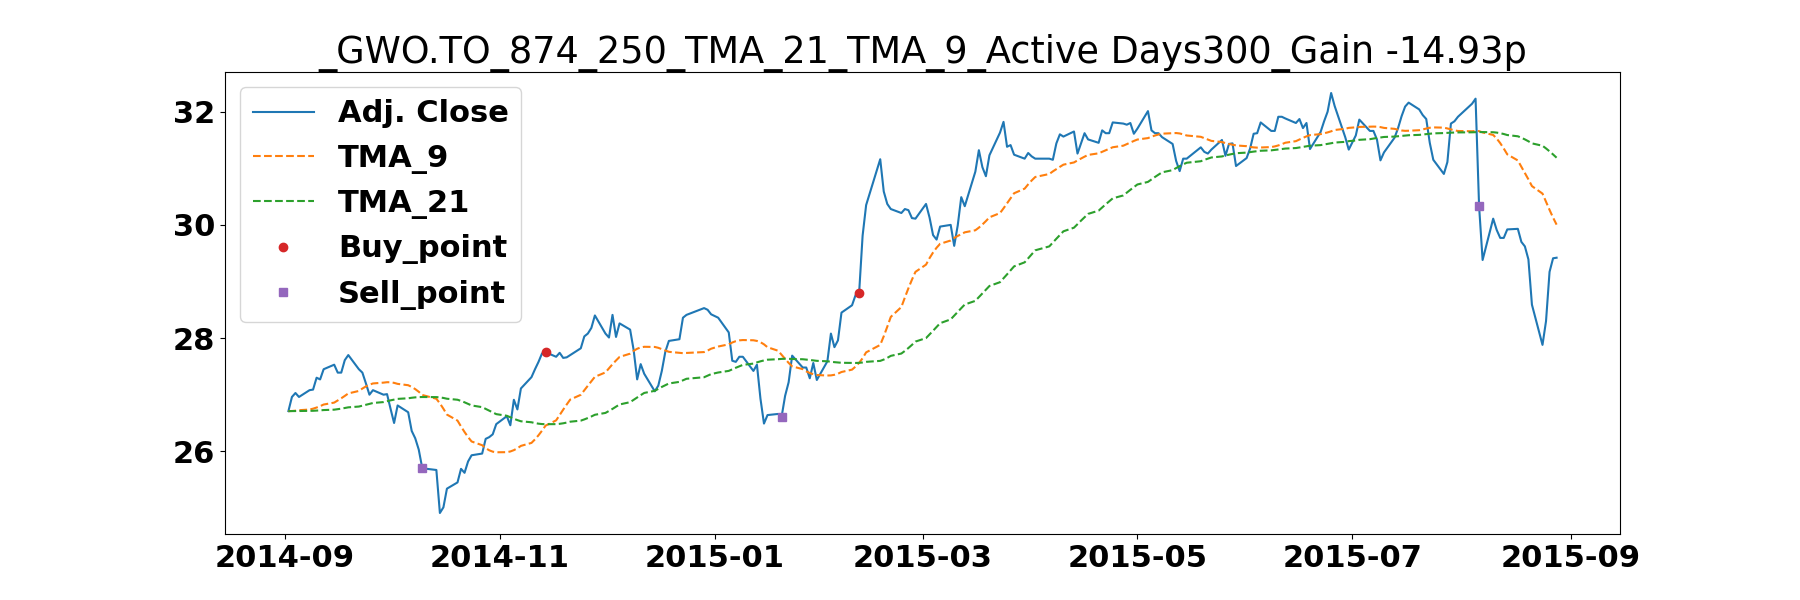 _GWO.TO_874_250_TMA_21_TMA_9_Active Days300_Gain -14.93p
Adj. Close
TMA_9
TMA_21
Buy_point
Sell_point
32
30
28
26
2014-09 2014-11 2015-01 2015-03 2015-05 2015-07 2015-09